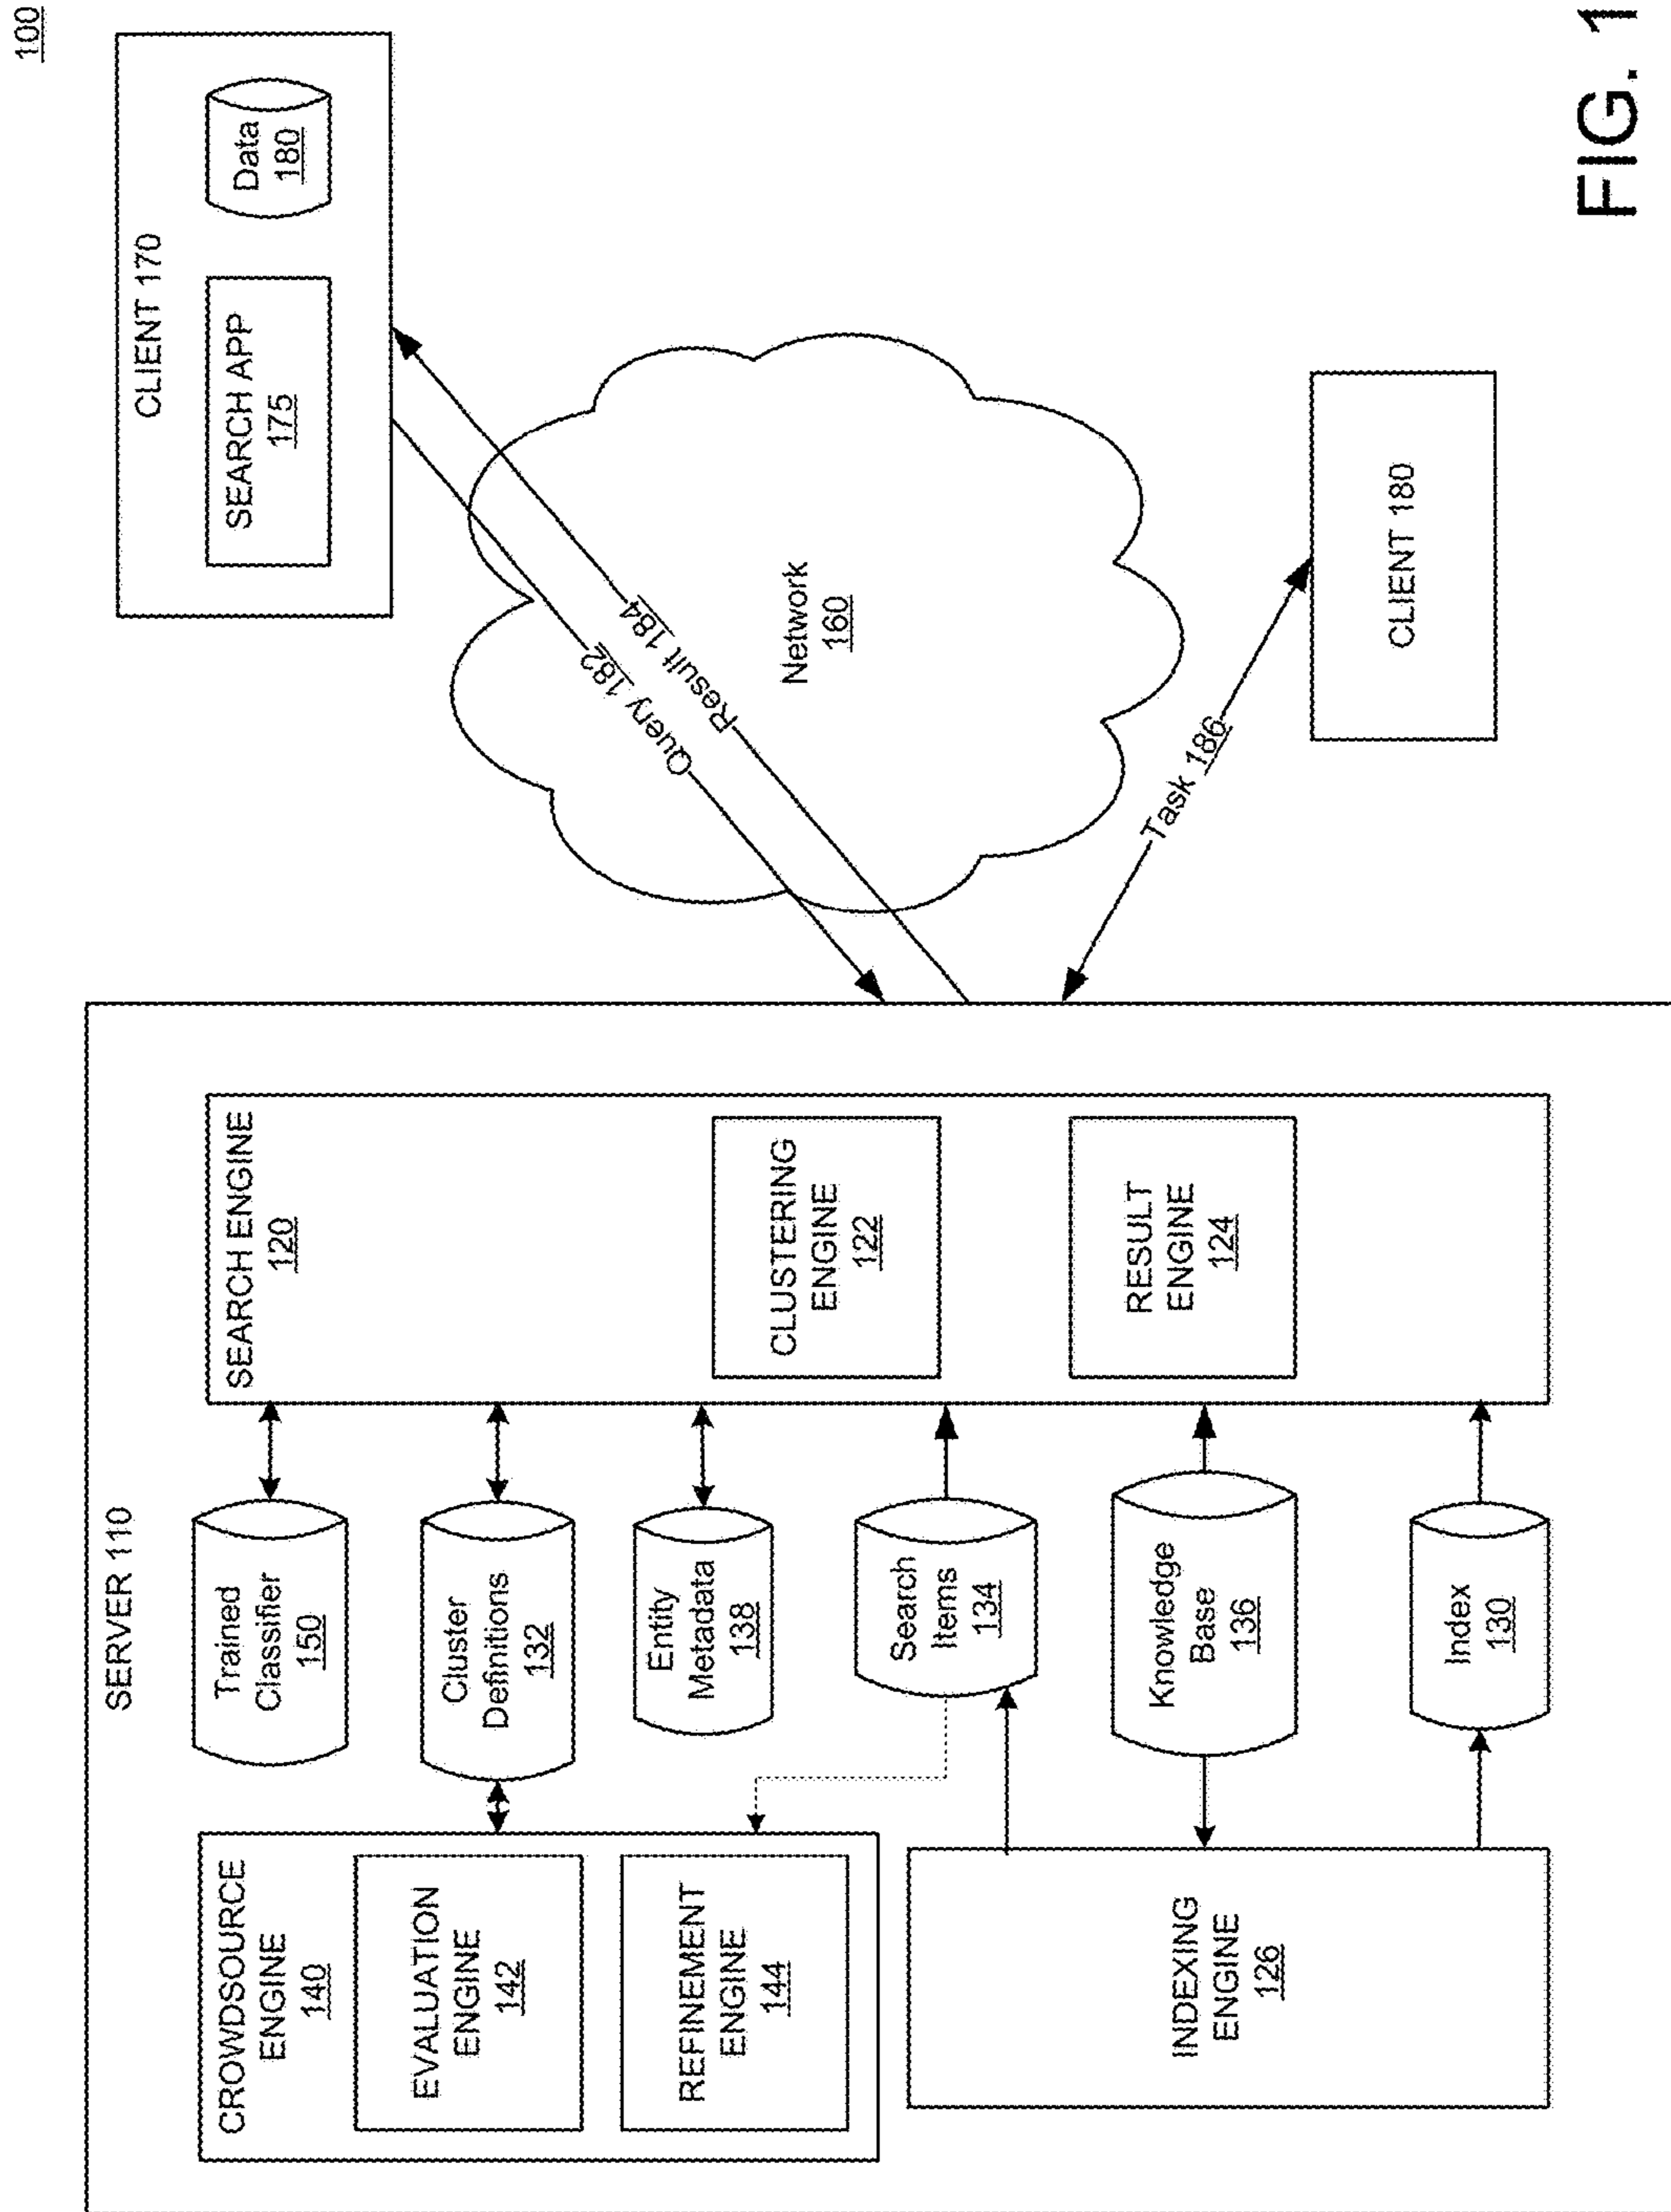 100
SERVER 110
CROWDSOURCE
ENGINE
140
EVALUATION
ENGINE
142
REFINEMENT
ENGINE
144
INDEXING
ENGINE
126
Trained
Classifier
150
Cluster
Definitions
132
Entity
Metadata
138
Search
Items
134
Knowledge
Base
136
Index
130
SEARCH ENGINE
120
CLUSTERING
ENGINE
122
RESULT
ENGINE
124
CLIENT 170
SEARCH APP
175
Data
180
Query 182
Result 184
Network
160
Task 186
CLIENT 180
FIG. 1